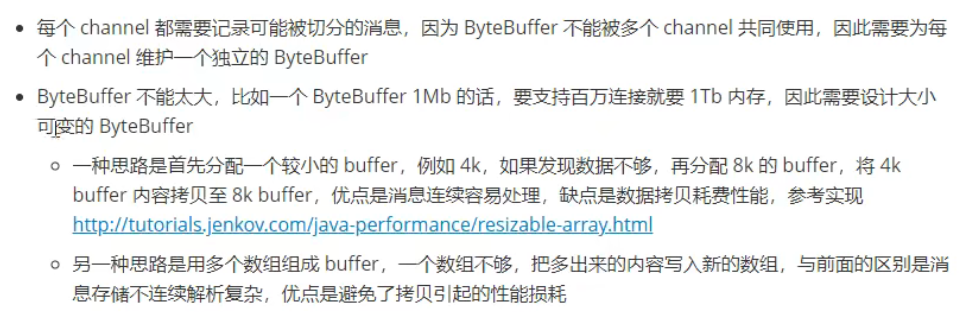 每个 channel 都需要记录可能被切分的消息，因为 ByteBuffer 不能被多个 channel 共同使用，因此需要为每
个 channel 维护一个独立的 ByteBuffer
ByteBuffer 不能太大，比如一个 ByteBuffer 1Mb 的话，要支持百万连接就要 1Tb 内存，因此需要设计大小
可变的 ByteBuffer
一种思路是首先分配一个较小的 buffer，例如 4k，如果发现数据不够，再分配 8k 的 buffer，将 4k
buffer 内容拷贝至 8k buffer，优点是消息连续容易处理，缺点是数据拷贝耗费性能，参考实现
http://tutorials.jenkov.com/java-performance/resizable-array.html
另一种思路是用多个数组组成 buffer，一个数组不够，把多出来的内容写入新的数组，与前面的区别是消
息存储不连续解析复杂，优点是避免了拷贝引起的性能损耗